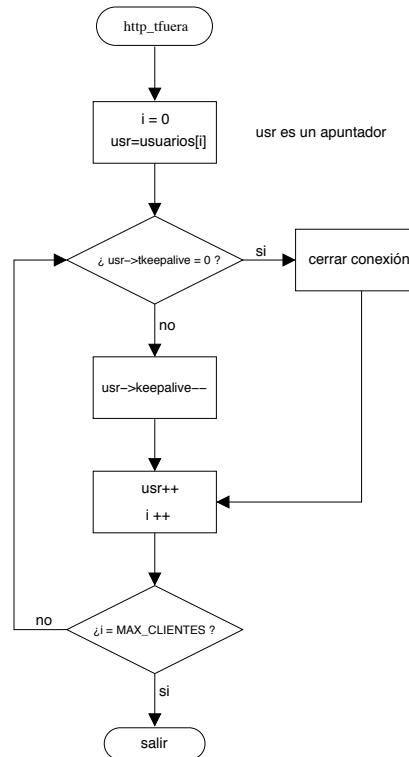 http_tfuera
i = 0
usr=usuarios[i]
usr es un apuntador
¿ usr->tkeepalive = 0 ?
si
cerrar conexión
no
usr->keepalive--
usr++
i ++
no
¿i = MAX_CLIENTES ?
si
salir